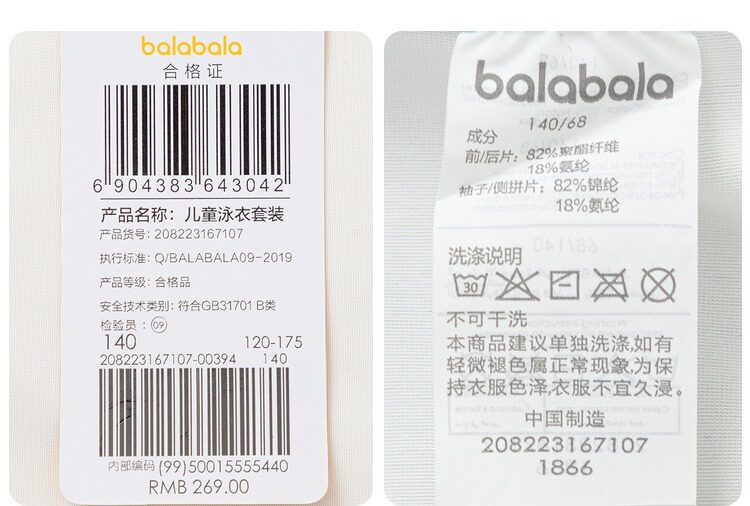 balabala
合格证
6 904383 643042
产品名称：儿童泳衣套装
产品货号：208223167107
执行标准：Q/BALABALA09-2019
产品等级：合格品
安全技术类别：符合GB31701 B类
检验员：09
140 120-175
208223167107-00394 140
内部编码 (99)50015555440
RMB 269.00
balabala
成分 140/68
前/后片：82%聚酯纤维
18%氨纶
袖子/侧拼片：82%锦纶
18%氨纶
洗涤说明
30
不可干洗
本商品建议单独洗涤,如有
轻微褪色属正常现象,为保
持衣服色泽,衣服不宜久浸。
中国制造
208223167107
1866